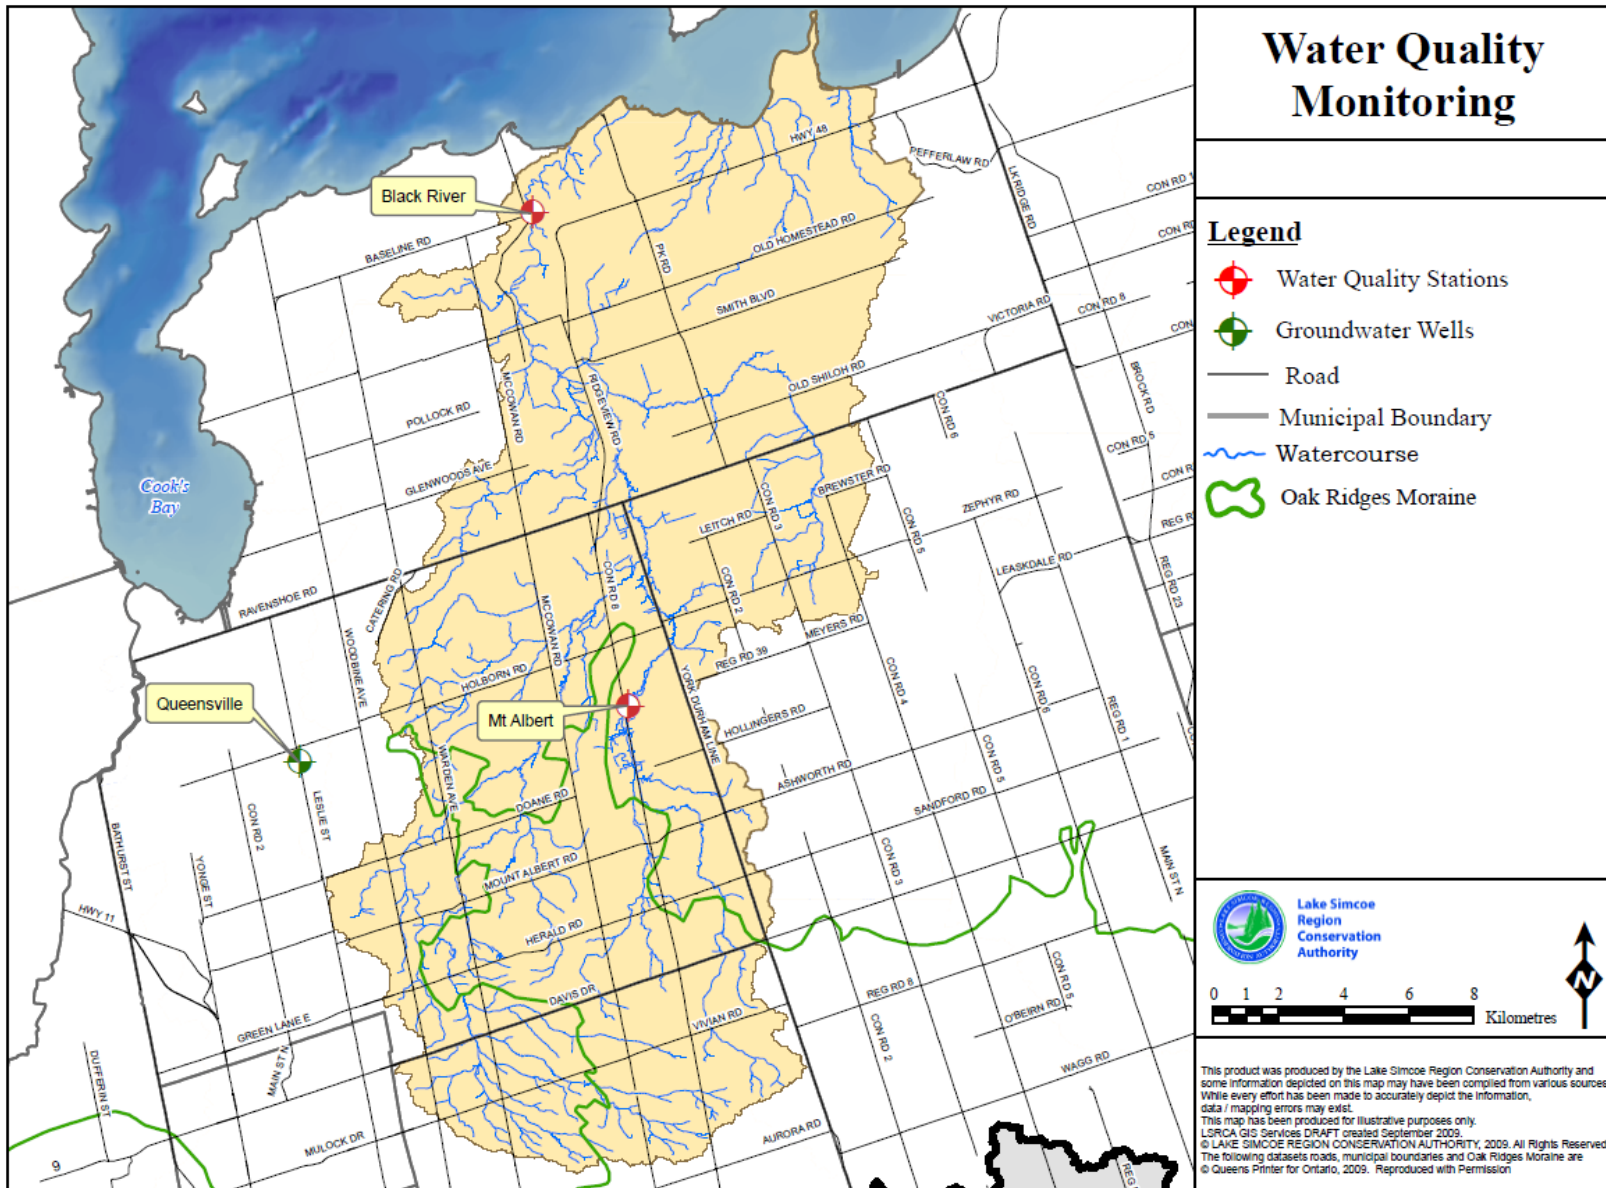 Water Quality
Monitoring
Legend
Water Quality Stations
Groundwater Wells
Road
Municipal Boundary
Watercourse
Oak Ridges Moraine
Lake Simcoe
Region
Conservation
Authority
N
0 1 2 4 6 8
Kilometres
This product was produced by the Lake Simcoe Region Conservation Authority and
some information depicted on this map may have been compiled from various sources
While every effort has been made to accurately depict the information,
data / mapping errors may exist.
This map has been produced for illustrative purposes only.
LSRCA GIS Services DRAFT created September 2009.
© LAKE SIMCOE REGION CONSERVATION AUTHORITY, 2009. All Rights Reserved
The following datasets roads, municipal boundaries and Oak Ridges Moraine are
© Queens Printer for Ontario, 2009. Reproduced with Permission
HWY 48
PEFFERLAW RD
LK RIDGE RD
CON RD 1
Black River
BASELINE RD
OLD HOMESTEAD RD
CON RD
PK RD
SMITH BLVD
VICTORIA RD
CON RD 8
CON
OLD SHILOH RD
BROCK RD
MCCOWAN RD
RIDGEVIEW RD
POLLOCK RD
CON RD 6
CON RD 5
GLENWOODS AVE
CON R
Cook's
Bay
CON RD 3
BREWSTER RD
LEITCH RD
ZEPHYR RD
CON RD 5
REG R
LEASKDALE RD
REG RD 23
RAVENSHOE RD
CATERING RD
CON RD 8
CON RD 2
MCCOWAN RD
WOODBINE AVE
MEYERS RD
REG RD 39
HOLBORN RD
YORK DURHAM LINE
CON RD 4
CON RD 6
REG RD 1
Queensville
Mt Albert
HOLLINGERS RD
WARDEN AVE
ASHWORTH RD
CON RD 5
DOANE RD
SANDFORD RD
CON RD 2
LESLIE ST
BATHURST ST
YONGE ST
MOUNT ALBERT RD
CON RD 3
MAIN ST N
HWY 11
HERALD RD
DAVIS DR
REG RD 8
CON RD 5
O'BEIRN RD
GREEN LANE E
VIVIAN RD
CON RD 2
WAGG RD
DUFFERIN ST
MAIN ST N
MULOCK DR
AURORA RD
9
REG